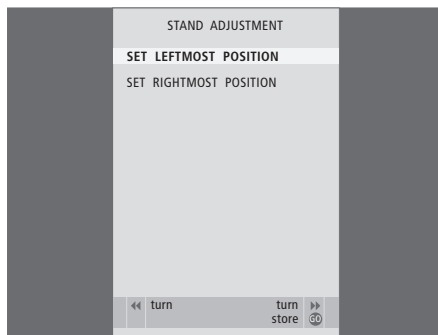 STAND ADJUSTMENT
SET LEFTMOST POSITION
SET RIGHTMOST POSITION
turn turn
store GO